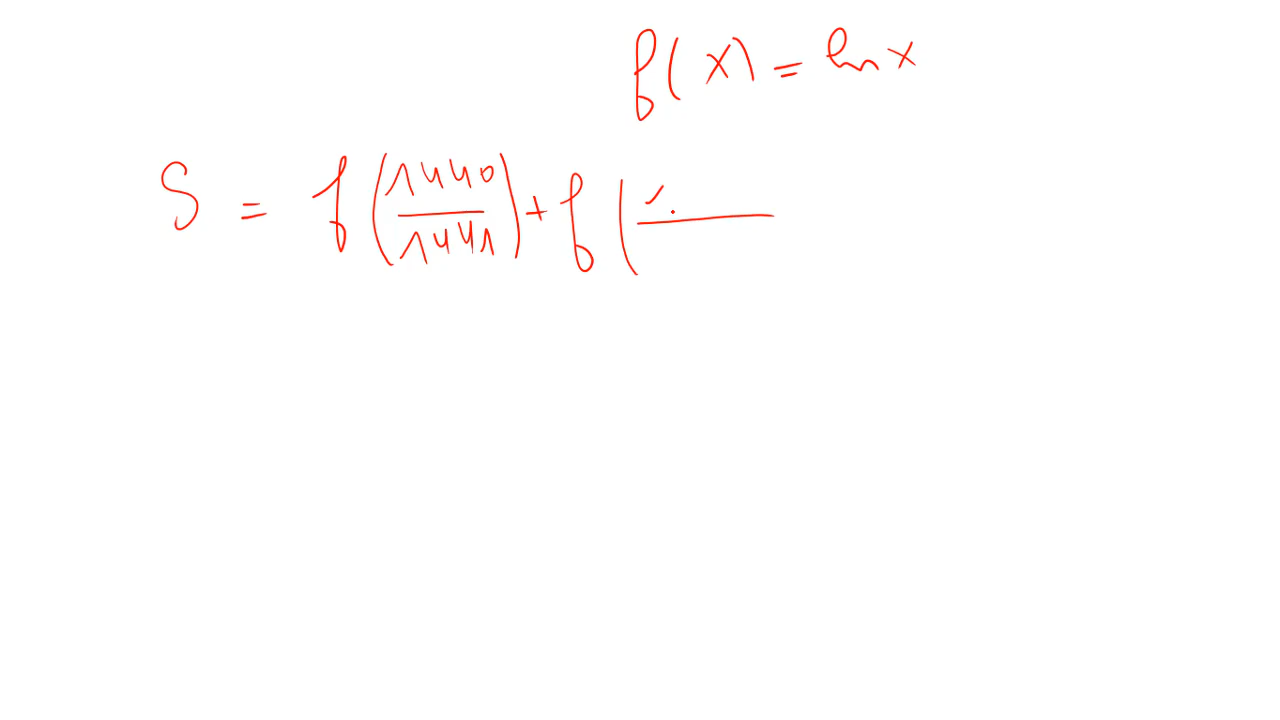 f(x) = ln x
S = f(1440/1441) + f(